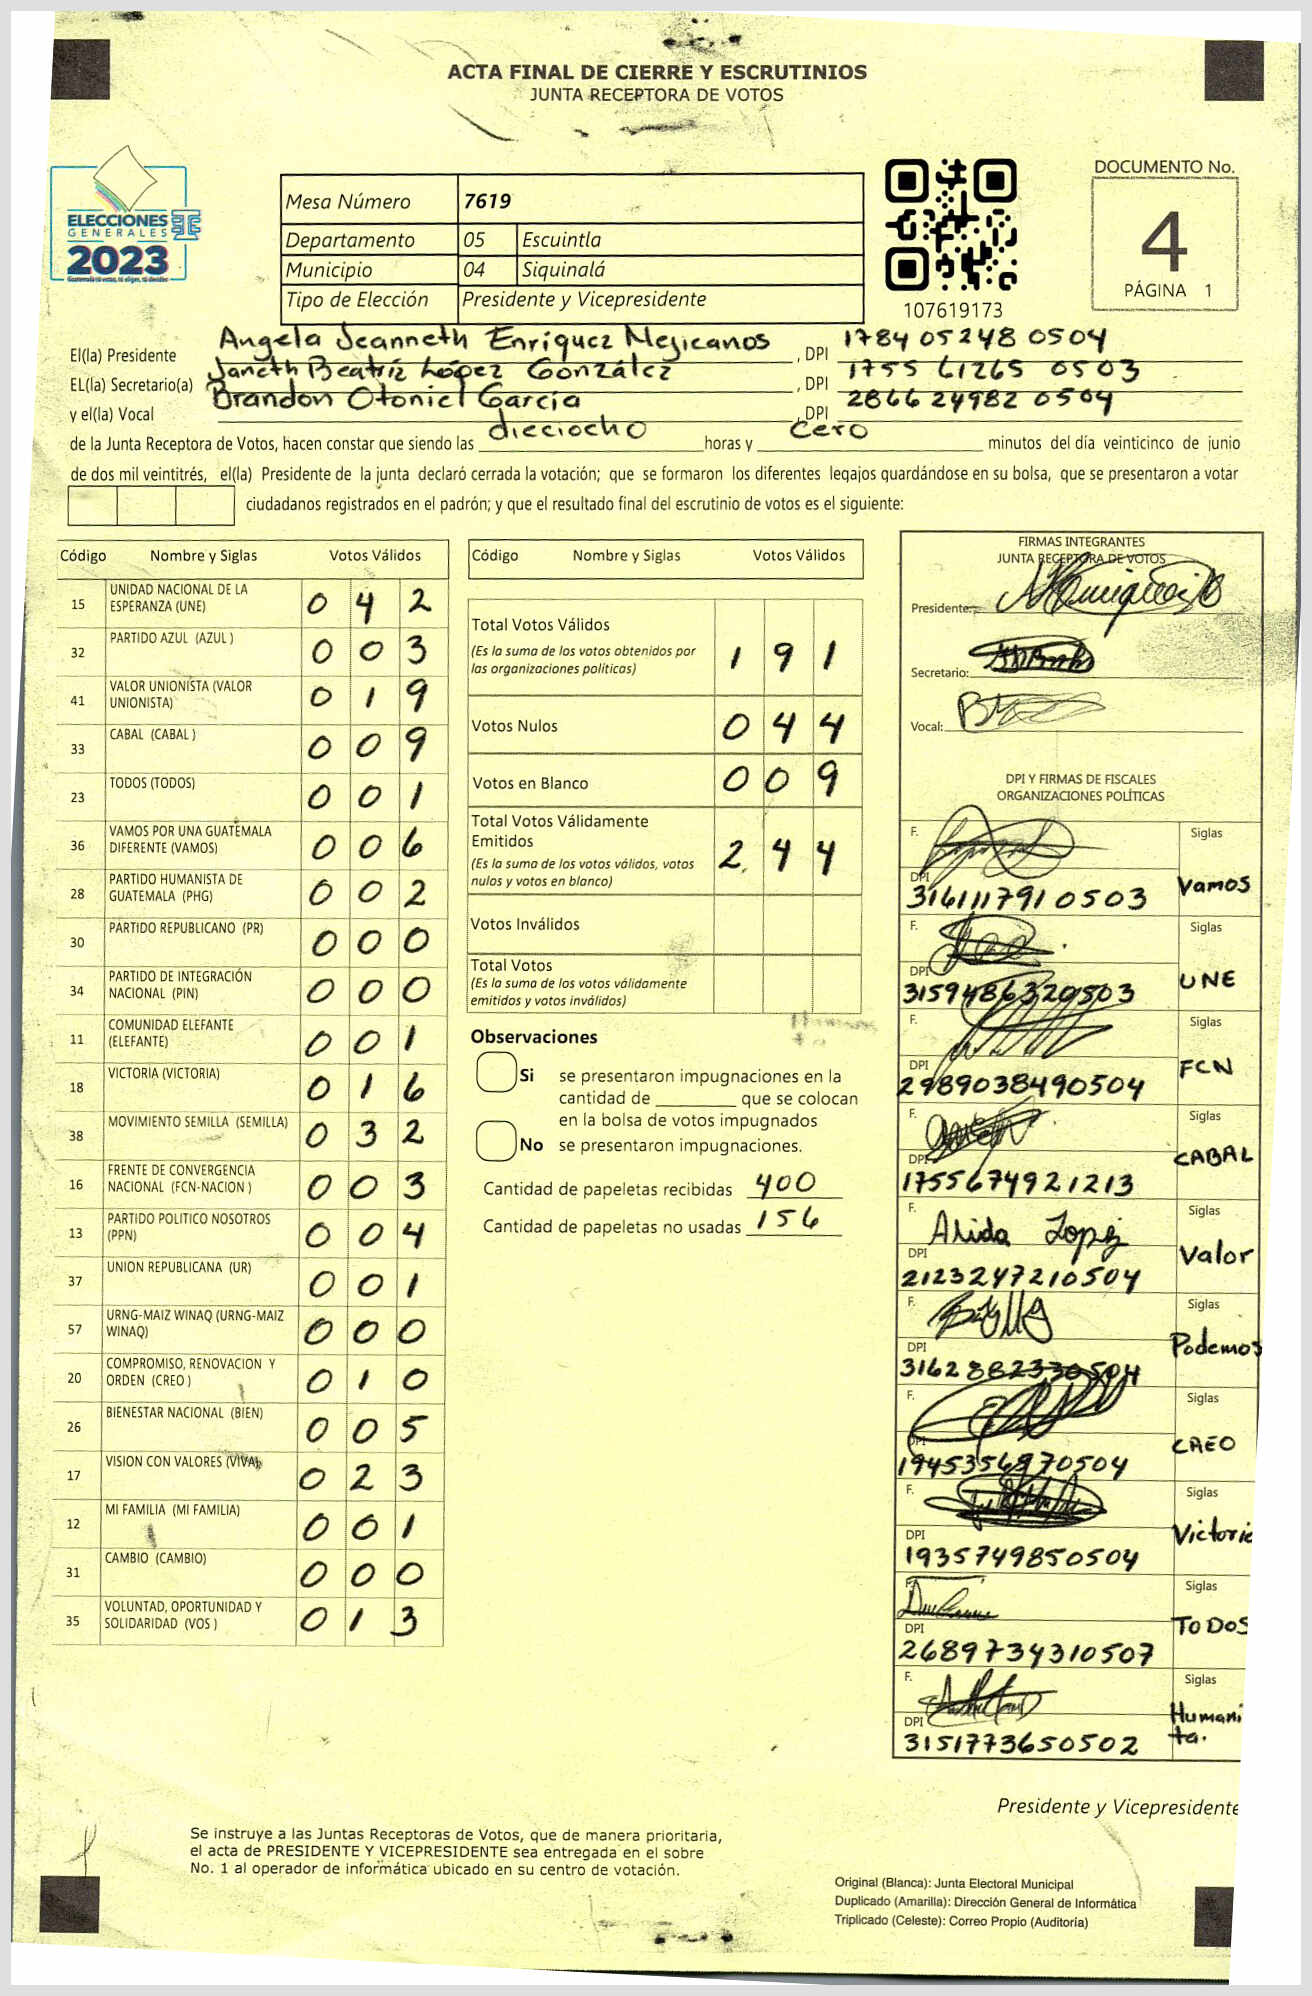 ACTA FINAL DE CIERRE Y ESCRUTINIOS
JUNTA RECEPTORA DE VOTOS
ELECCIONES
GENERALES
2023
Mesa Número 7619
Departamento 05 Escuintla
Municipio 04 Siquinalá
Tipo de Elección Presidente y Vicepresidente
107619173
DOCUMENTO No.
4
PÁGINA 1
El(la) Presidente Angela Jeanneth Enríquez Mejicanos, DPI 1784 05248 0504
EL(la) Secretario(a) Janeth Beatríz López González, DPI 1755 61265 0503
y el(la) Vocal Brandon Otoniel García, DPI 2866 24982 0504
de la Junta Receptora de Votos, hacen constar que siendo las dieciocho horas y cero minutos del día veinticinco de junio
de dos mil veintitrés, el(la) Presidente de la junta declaró cerrada la votación; que se formaron los diferentes legajos guardándose en su bolsa, que se presentaron a votar
ciudadanos registrados en el padrón; y que el resultado final del escrutinio de votos es el siguiente:
Código Nombre y Siglas Votos Válidos
15 UNIDAD NACIONAL DE LA ESPERANZA (UNE) 0 4 2
32 PARTIDO AZUL (AZUL ) 0 0 3
41 VALOR UNIONISTA (VALOR UNIONISTA) 0 1 9
33 CABAL (CABAL ) 0 0 9
23 TODOS (TODOS) 0 0 1
36 VAMOS POR UNA GUATEMALA DIFERENTE (VAMOS) 0 0 6
28 PARTIDO HUMANISTA DE GUATEMALA (PHG) 0 0 2
30 PARTIDO REPUBLICANO (PR) 0 0 0
34 PARTIDO DE INTEGRACIÓN NACIONAL (PIN) 0 0 0
11 COMUNIDAD ELEFANTE (ELEFANTE) 0 0 1
18 VICTORIA (VICTORIA) 0 1 6
38 MOVIMIENTO SEMILLA (SEMILLA) 0 3 2
16 FRENTE DE CONVERGENCIA NACIONAL (FCN-NACION ) 0 0 3
13 PARTIDO POLITICO NOSOTROS (PPN) 0 0 4
37 UNION REPUBLICANA (UR) 0 0 1
57 URNG-MAIZ WINAQ (URNG-MAIZ WINAQ) 0 0 0
20 COMPROMISO, RENOVACION Y ORDEN (CREO ) 0 1 0
26 BIENESTAR NACIONAL (BIEN) 0 0 5
17 VISION CON VALORES (VIVA) 0 2 3
12 MI FAMILIA (MI FAMILIA) 0 0 1
31 CAMBIO (CAMBIO) 0 0 0
35 VOLUNTAD, OPORTUNIDAD Y SOLIDARIDAD (VOS ) 0 1 3
Código Nombre y Siglas Votos Válidos
Total Votos Válidos 1 9 1
(Es la suma de los votos obtenidos por
las organizaciones políticas)
Votos Nulos 0 4 4
Votos en Blanco 0 0 9
Total Votos Válidamente
Emitidos 2 4 4
(Es la suma de los votos válidos, votos
nulos y votos en blanco)
Votos Inválidos
Total Votos
(Es la suma de los votos válidamente
emitidos y votos inválidos)
Observaciones
Si se presentaron impugnaciones en la
cantidad de ________ que se colocan
en la bolsa de votos impugnados
No se presentaron impugnaciones.
Cantidad de papeletas recibidas 400
Cantidad de papeletas no usadas 156
FIRMAS INTEGRANTES
JUNTA RECEPTORA DE VOTOS
Presidente:
Secretario:
Vocal:
DPI Y FIRMAS DE FISCALES
ORGANIZACIONES POLÍTICAS
F. Siglas
DPI Vamos
3161117910503
F. Siglas
DPI UNE
3159486320503
F. Siglas
DPI FCN
2989038490504
F. Siglas
DPI CABAL
1755674921213
F. Alida Lopez Siglas
DPI Valor
2123247210504
F. Siglas
DPI Podemos
3162882330504
F. Siglas
DPI CREO
1945356970504
F. Siglas
DPI Victoria
1935749850504
F. Siglas
DPI TODOS
2689734310507
F. Siglas
DPI Humanista.
3151773650502
Presidente y Vicepresidente
Se instruye a las Juntas Receptoras de Votos, que de manera prioritaria,
el acta de PRESIDENTE Y VICEPRESIDENTE sea entregada en el sobre
No. 1 al operador de informática ubicado en su centro de votación.
Original (Blanca): Junta Electoral Municipal
Duplicado (Amarilla): Dirección General de Informática
Triplicado (Celeste): Correo Propio (Auditoría)